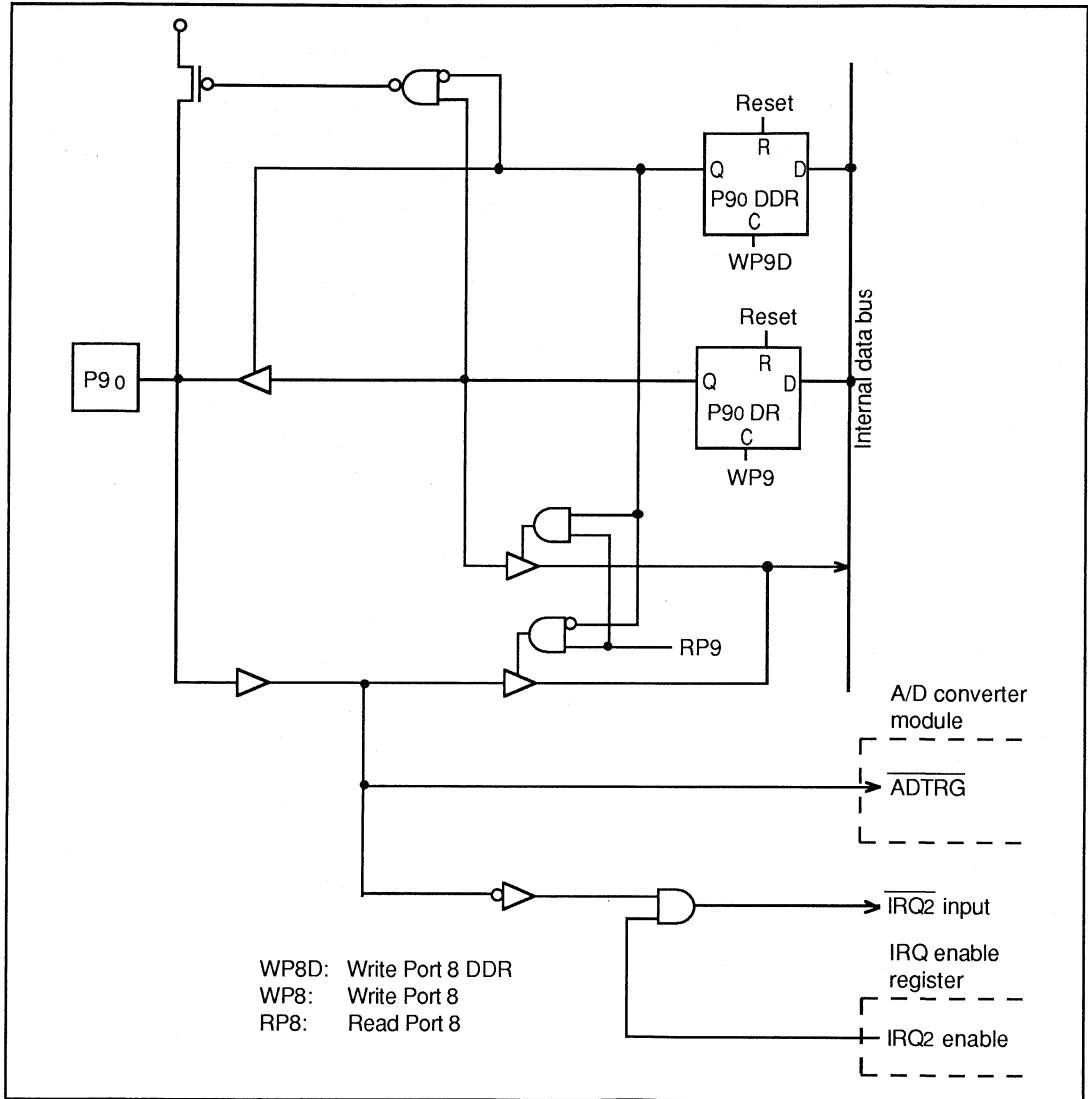 Reset
R
Q D
P90 DDR
C
WP9D
Internal data bus
Reset
R
P90
Q D
P90 DR
C
WP9
RP9
A/D converter
module
ADTRG
IRQ2 input
IRQ enable
register
IRQ2 enable
WP8D: Write Port 8 DDR
WP8: Write Port 8
RP8: Read Port 8